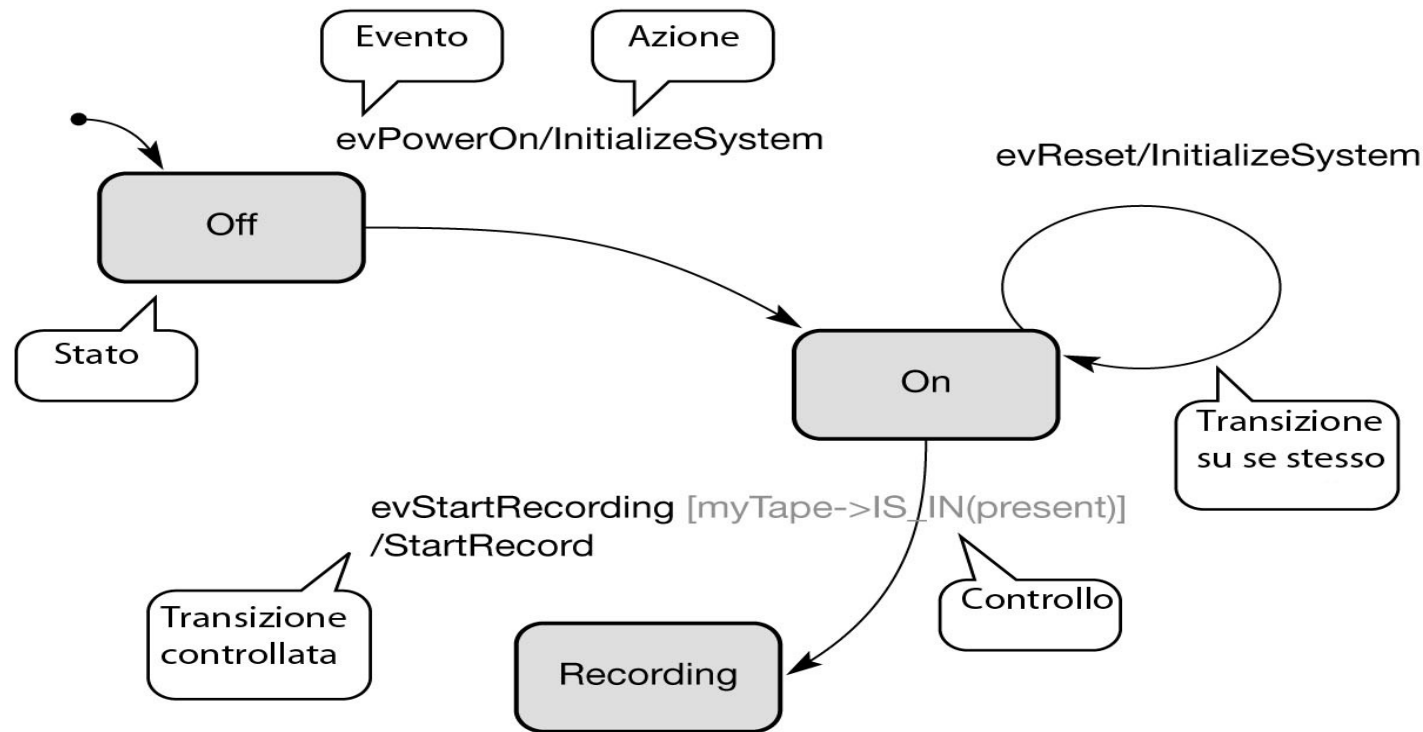 Evento
Azione
evPowerOn/InitializeSystem
evReset/InitializeSystem
Off
Stato
On
Transizione
su se stesso
evStartRecording [myTape->IS_IN(present)]
/StartRecord
Controllo
Transizione
controllata
Recording